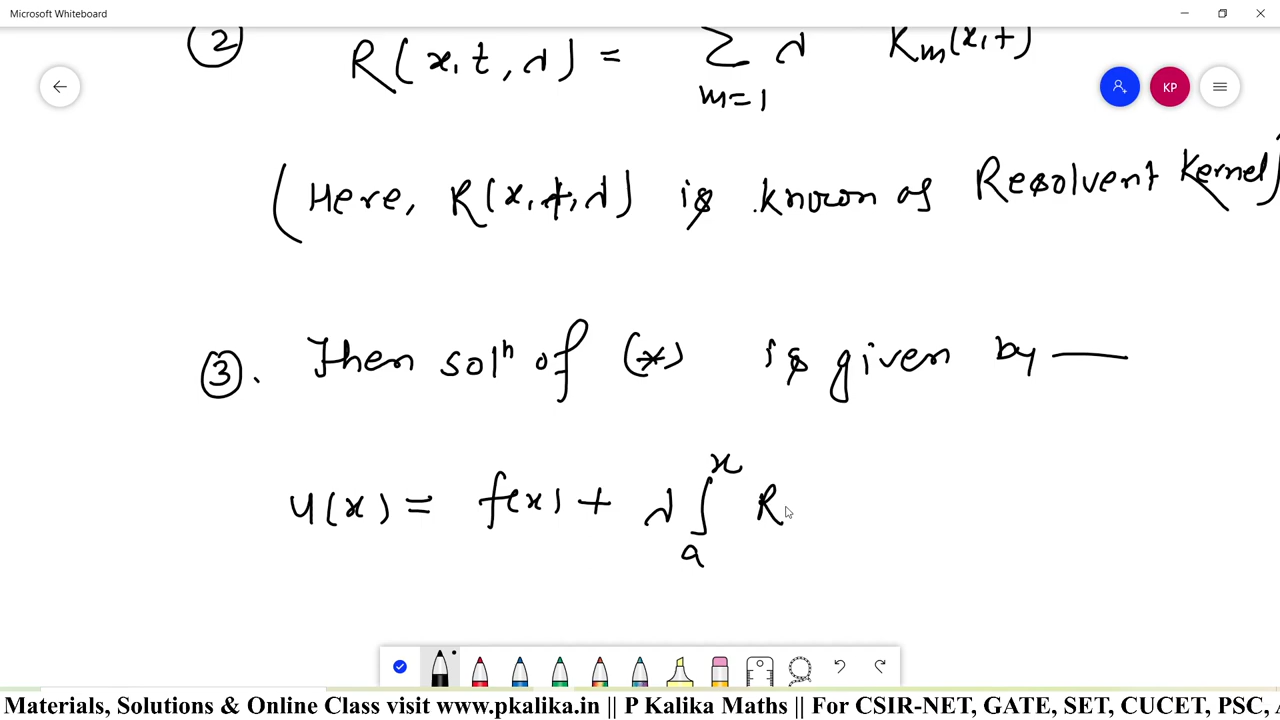 Microsoft Whiteboard
② R(x, t, λ) = Σ λ Kₘ(x, t)
m=1
KP
(Here, R(x, t, λ) is known as Resolvent Kernel)
③. Then solⁿ of (*) is given by —
u(x) = f(x) + λ ∫ₐˣ R
Materials, Solutions & Online Class visit www.pkalika.in || P Kalika Maths || For CSIR-NET, GATE, SET, CUCET, PSC,